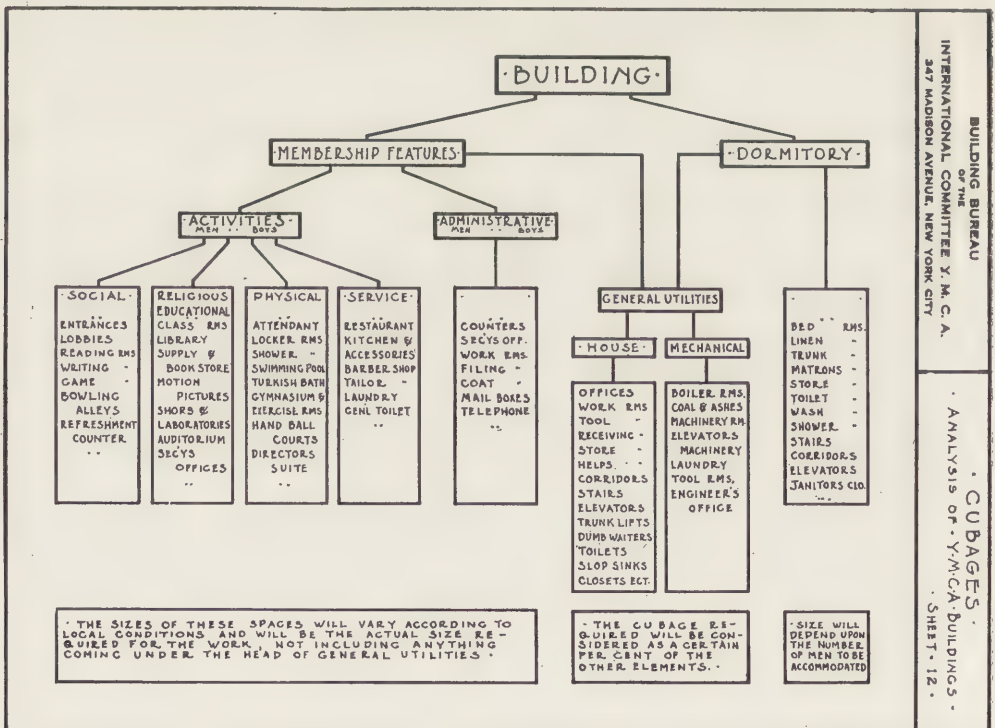 · BUILDING ·
· MEMBERSHIP FEATURES ·
· DORMITORY ·
· ACTIVITIES ·
MEN · · BOYS
· ADMINISTRATIVE ·
MEN · · BOYS
· SOCIAL ·
ENTRANCES
LOBBIES
READING RMS
WRITING "
GAME "
BOWLING
ALLEYS
REFRESHMENT
COUNTER
RELIGIOUS
EDUCATIONAL
CLASS RMS
LIBRARY
SUPPLY &
BOOK STORE
MOTION
PICTURES
SHOPS &
LABORATORIES
AUDITORIUM
SEC'YS
OFFICES
PHYSICAL
ATTENDANT
LOCKER RMS
SHOWER "
SWIMMING POOL
TURKISH BATH
GYMNASIUM &
EXERCISE RMS
HAND BALL
COURTS
DIRECTORS
SUITE
· SERVICE ·
RESTAURANT
KITCHEN &
ACCESSORIES
BARBER SHOP
TAILOR "
LAUNDRY
GEN'L TOILET
COUNTERS
SEC'YS OFF.
WORK RMS.
FILING "
COAT "
MAIL BOXES
TELEPHONE
GENERAL UTILITIES
· HOUSE ·
MECHANICAL
OFFICES
WORK RMS
TOOL "
RECEIVING "
STORE "
HELPS. "
CORRIDORS
STAIRS
ELEVATORS
TRUNK LIFTS
DUMB WAITERS
TOILETS
SLOP SINKS
CLOSETS ECT.
BOILER RMS.
COAL & ASHES
MACHINERY RM.
ELEVATORS
MACHINERY
LAUNDRY
TOOL RMS.
ENGINEER'S
OFFICE
BED RMS.
LINEN "
TRUNK "
MATRONS "
STORE "
TOILET "
WASH "
SHOWER "
STAIRS
CORRIDORS
ELEVATORS
JANITORS CLO.
· THE SIZES OF THESE SPACES WILL VARY ACCORDING TO
LOCAL CONDITIONS AND WILL BE THE ACTUAL SIZE RE-
QUIRED FOR THE WORK, NOT INCLUDING ANYTHING
COMING UNDER THE HEAD OF GENERAL UTILITIES ·
· THE CUBAGE RE-
QUIRED WILL BE CON-
SIDERED AS A CERTAIN
PER CENT OF THE
OTHER ELEMENTS. ·
· SIZE WILL
DEPEND UPON
THE NUMBER
OF MEN TO BE
ACCOMMODATED
BUILDING BUREAU
OF THE
INTERNATIONAL COMMITTEE Y. M. C. A.
347 MADISON AVENUE, NEW YORK CITY
· CUBAGES ·
· ANALYSIS OF · Y·M·C·A· BUILDINGS ·
· SHEET · 12 ·